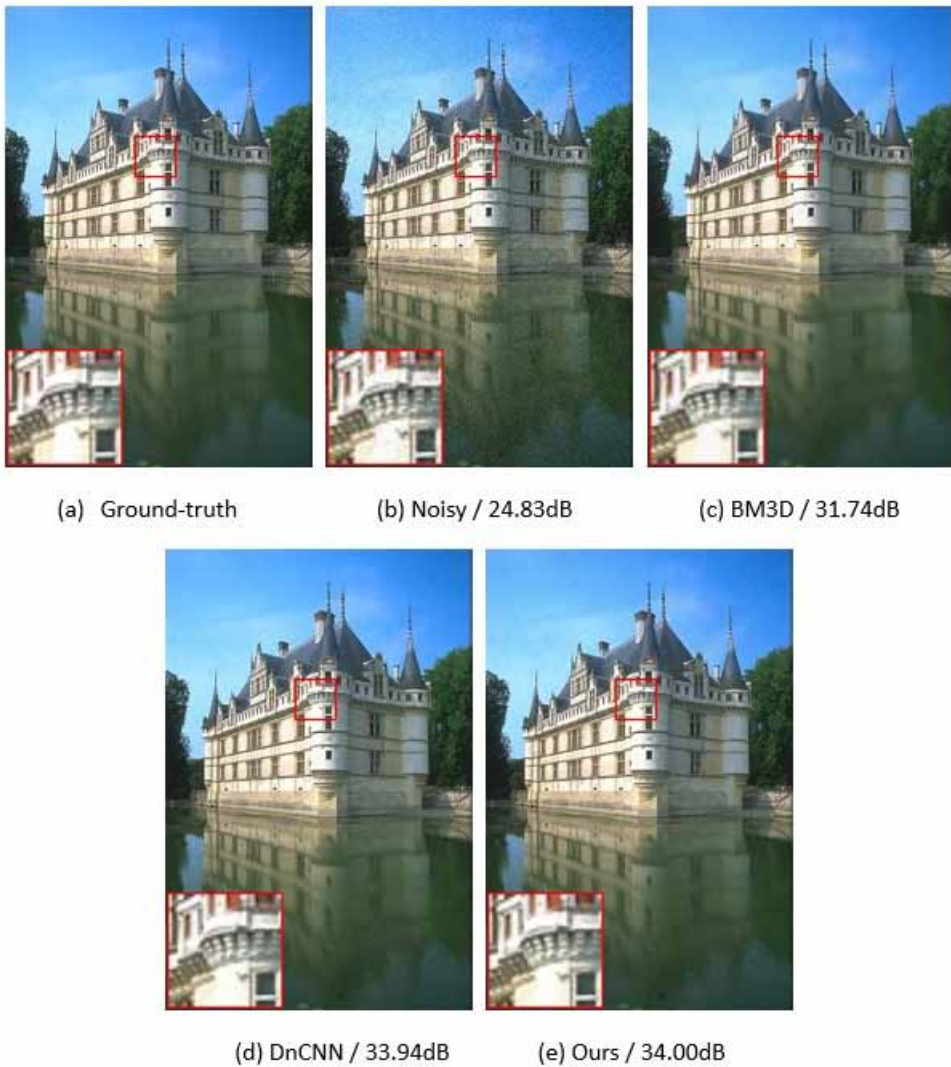 (a) Ground-truth
(b) Noisy / 24.83dB
(c) BM3D / 31.74dB
(d) DnCNN / 33.94dB
(e) Ours / 34.00dB